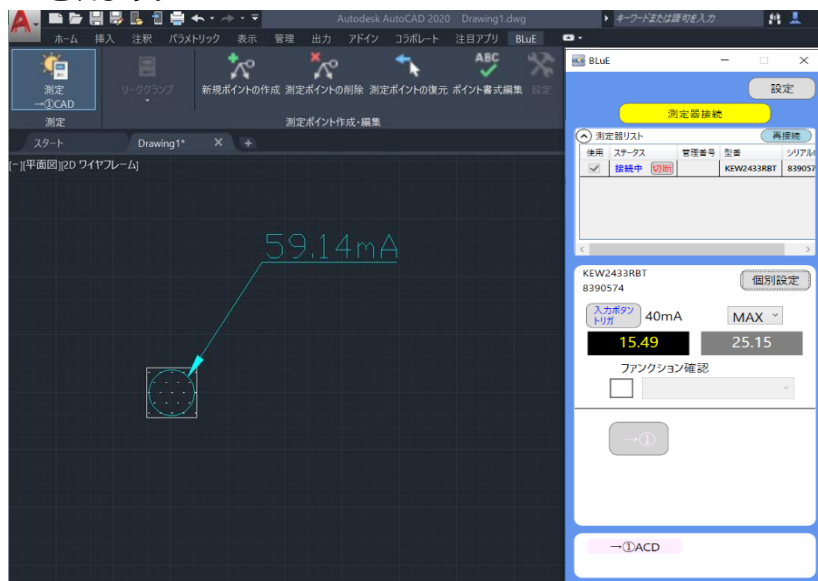 Autodesk AutoCAD 2020 Drawing1.dwg
キーワードまたは語句を入力
ホーム 挿入 注釈 パラメトリック 表示 管理 出力 アドイン コラボレート 注目アプリ BLuE
測定
→①CAD
リーククランプ
新規ポイントの作成
測定ポイントの削除
測定ポイントの復元
ABC
ポイント書式編集
設定
測定
測定ポイント作成・編集
スタート Drawing1*
[-][平面図][2D ワイヤフレーム]
59.14mA
BLuE
設定
測定器接続
測定器リスト 再接続
使用 ステータス 管理番号 型番 シリアル
接続中 切断 KEW2433RBT 839057
KEW2433RBT
8390574
個別設定
入力ボタン
トリガ
40mA MAX
15.49 25.15
ファンクション確認
→①
→①ACD